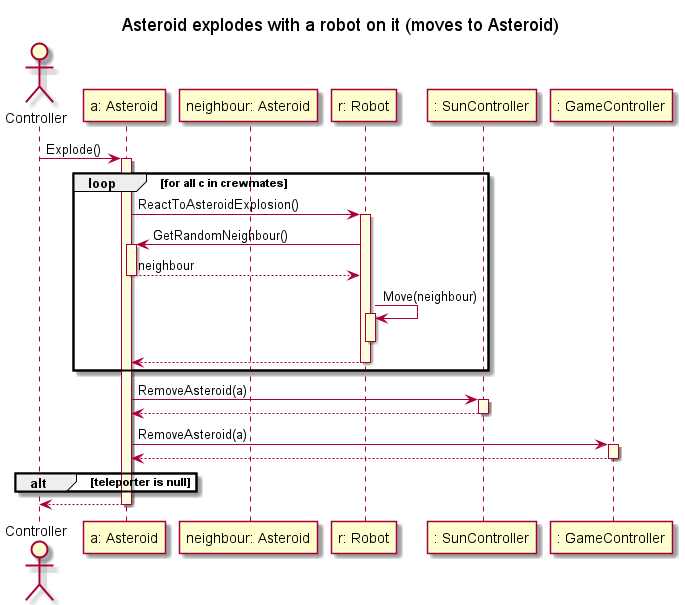 Asteroid explodes with a robot on it (moves to Asteroid)
Controller
a: Asteroid
neighbour: Asteroid
r: Robot
: SunController
: GameController
Explode()
loop
[for all c in crewmates]
ReactToAsteroidExplosion()
GetRandomNeighbour()
neighbour
Move(neighbour)
RemoveAsteroid(a)
RemoveAsteroid(a)
alt
[teleporter is null]
Controller
a: Asteroid
neighbour: Asteroid
r: Robot
: SunController
: GameController